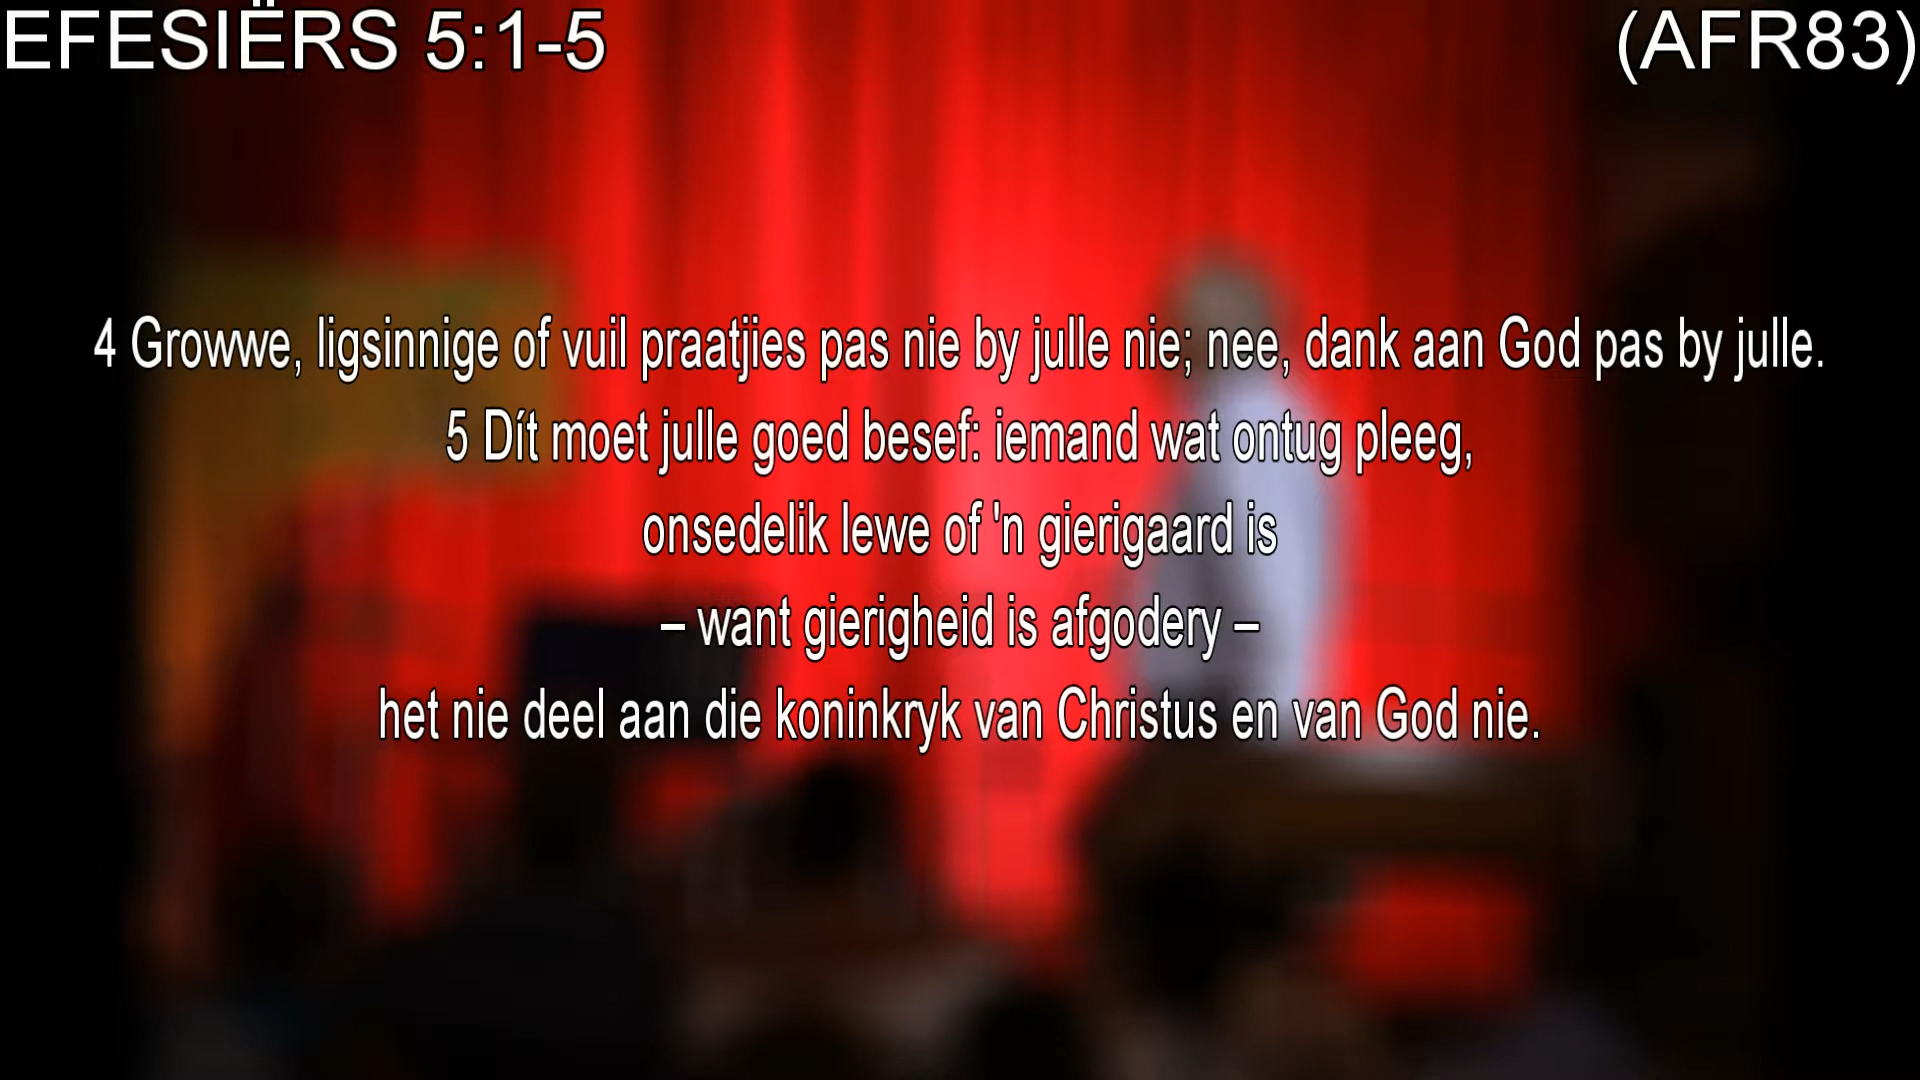 EFESIËRS 5:1-5 (AFR83)
4 Growwe, ligsinnige of vuil praatjies pas nie by julle nie; nee, dank aan God pas by julle.
5 Dít moet julle goed besef: iemand wat ontug pleeg,
onsedelik lewe of 'n gierigaard is
– want gierigheid is afgodery –
het nie deel aan die koninkryk van Christus en van God nie.